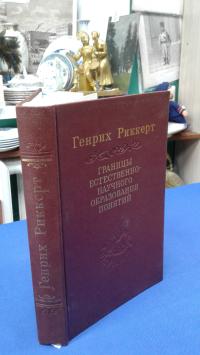 Генрих Риккерт
ГРАНИЦЫ
ЕСТЕСТВЕННО-
НАУЧНОГО
ОБРАЗОВАНИЯ
ПОНЯТИЙ
Генрих Риккерт